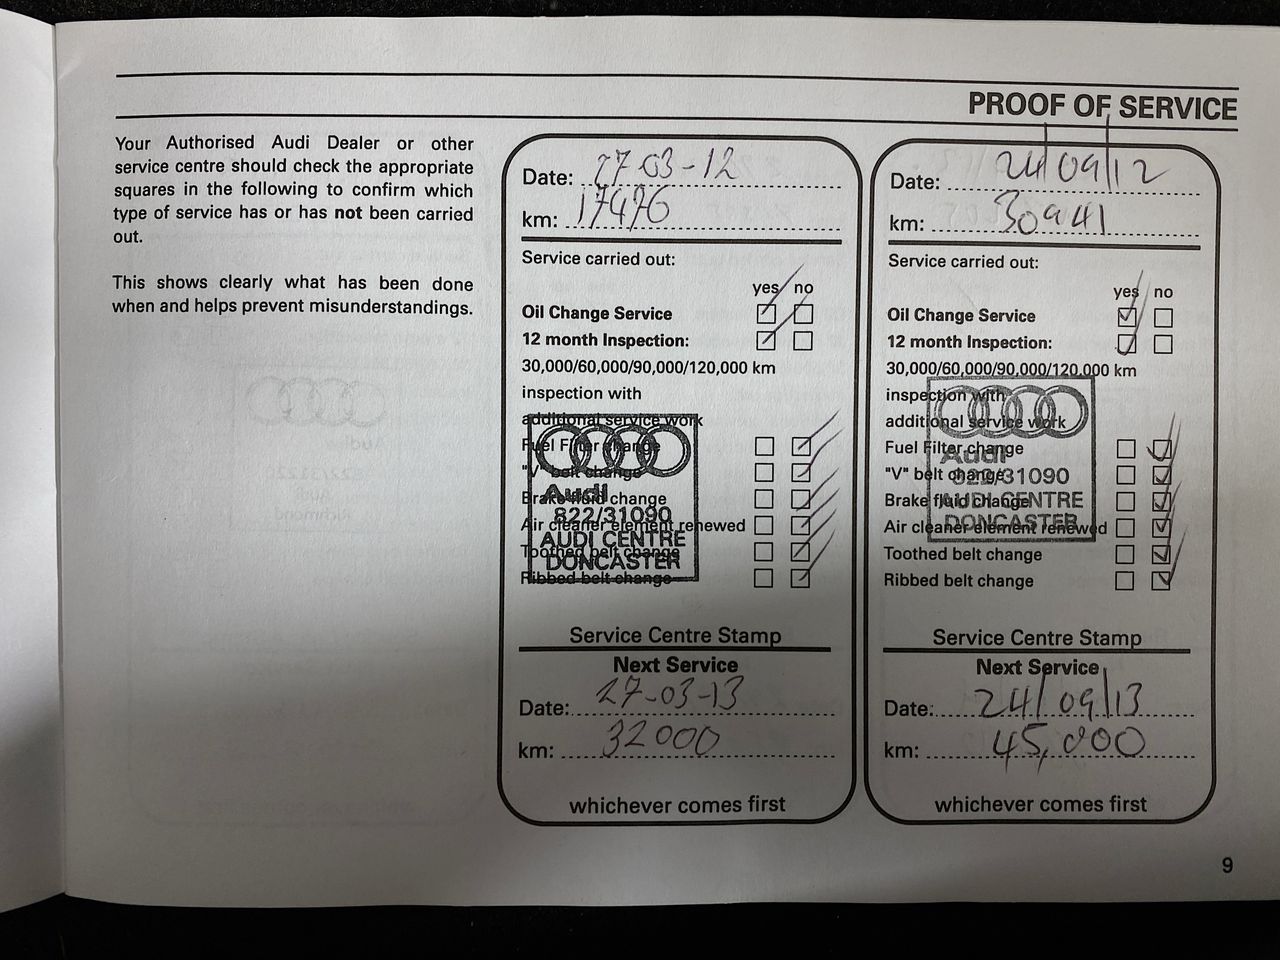 PROOF OF SERVICE
Your Authorised Audi Dealer or other
service centre should check the appropriate
squares in the following to confirm which
type of service has or has not been carried
out.
This shows clearly what has been done
when and helps prevent misunderstandings.
Date: 27-03-12
km: 17476
Service carried out:
yes no
Oil Change Service
12 month Inspection:
30,000/60,000/90,000/120,000 km
inspection with
additional service work
Fuel Filter change
"V" belt change
Brake fluid change
Air cleaner element renewed
Toothed belt change
Ribbed belt change
Audi
822/31090
AUDI CENTRE
DONCASTER
Service Centre Stamp
Next Service
Date: 27-03-13
km: 32000
whichever comes first
Date: 24/09/12
km: 30941
Service carried out:
yes no
Oil Change Service
12 month Inspection:
30,000/60,000/90,000/120,000 km
inspection with
additional service work
Fuel Filter change
"V" belt change
Brake fluid change
Air cleaner element renewed
Toothed belt change
Ribbed belt change
Audi
822/31090
AUDI CENTRE
DONCASTER
Service Centre Stamp
Next Service
Date: 24/09/13
km: 45,000
whichever comes first
9